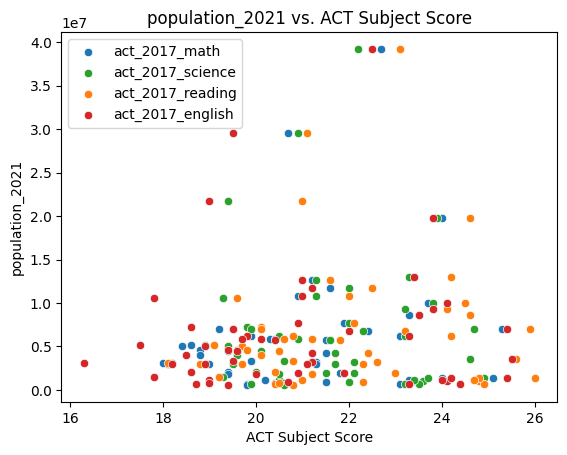 population_2021 vs. ACT Subject Score
1e7
act_2017_math
act_2017_science
act_2017_reading
act_2017_english
4.0
3.5
3.0
2.5
2.0
1.5
1.0
0.5
0.0
population_2021
16 18 20 22 24 26
ACT Subject Score